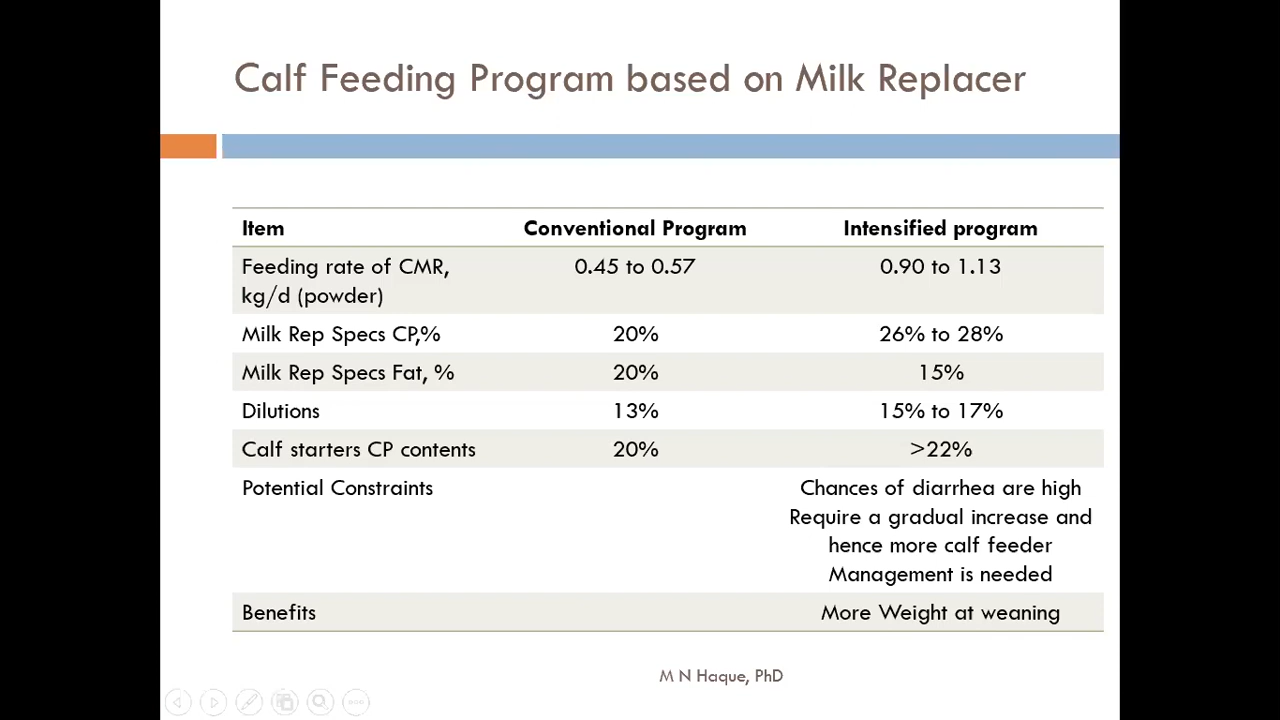 Calf Feeding Program based on Milk Replacer
Item Conventional Program Intensified program
Feeding rate of CMR, 0.45 to 0.57 0.90 to 1.13
kg/d (powder)
Milk Rep Specs CP,% 20% 26% to 28%
Milk Rep Specs Fat, % 20% 15%
Dilutions 13% 15% to 17%
Calf starters CP contents 20% >22%
Potential Constraints Chances of diarrhea are high
Require a gradual increase and
hence more calf feeder
Management is needed
Benefits More Weight at weaning
M N Haque, PhD